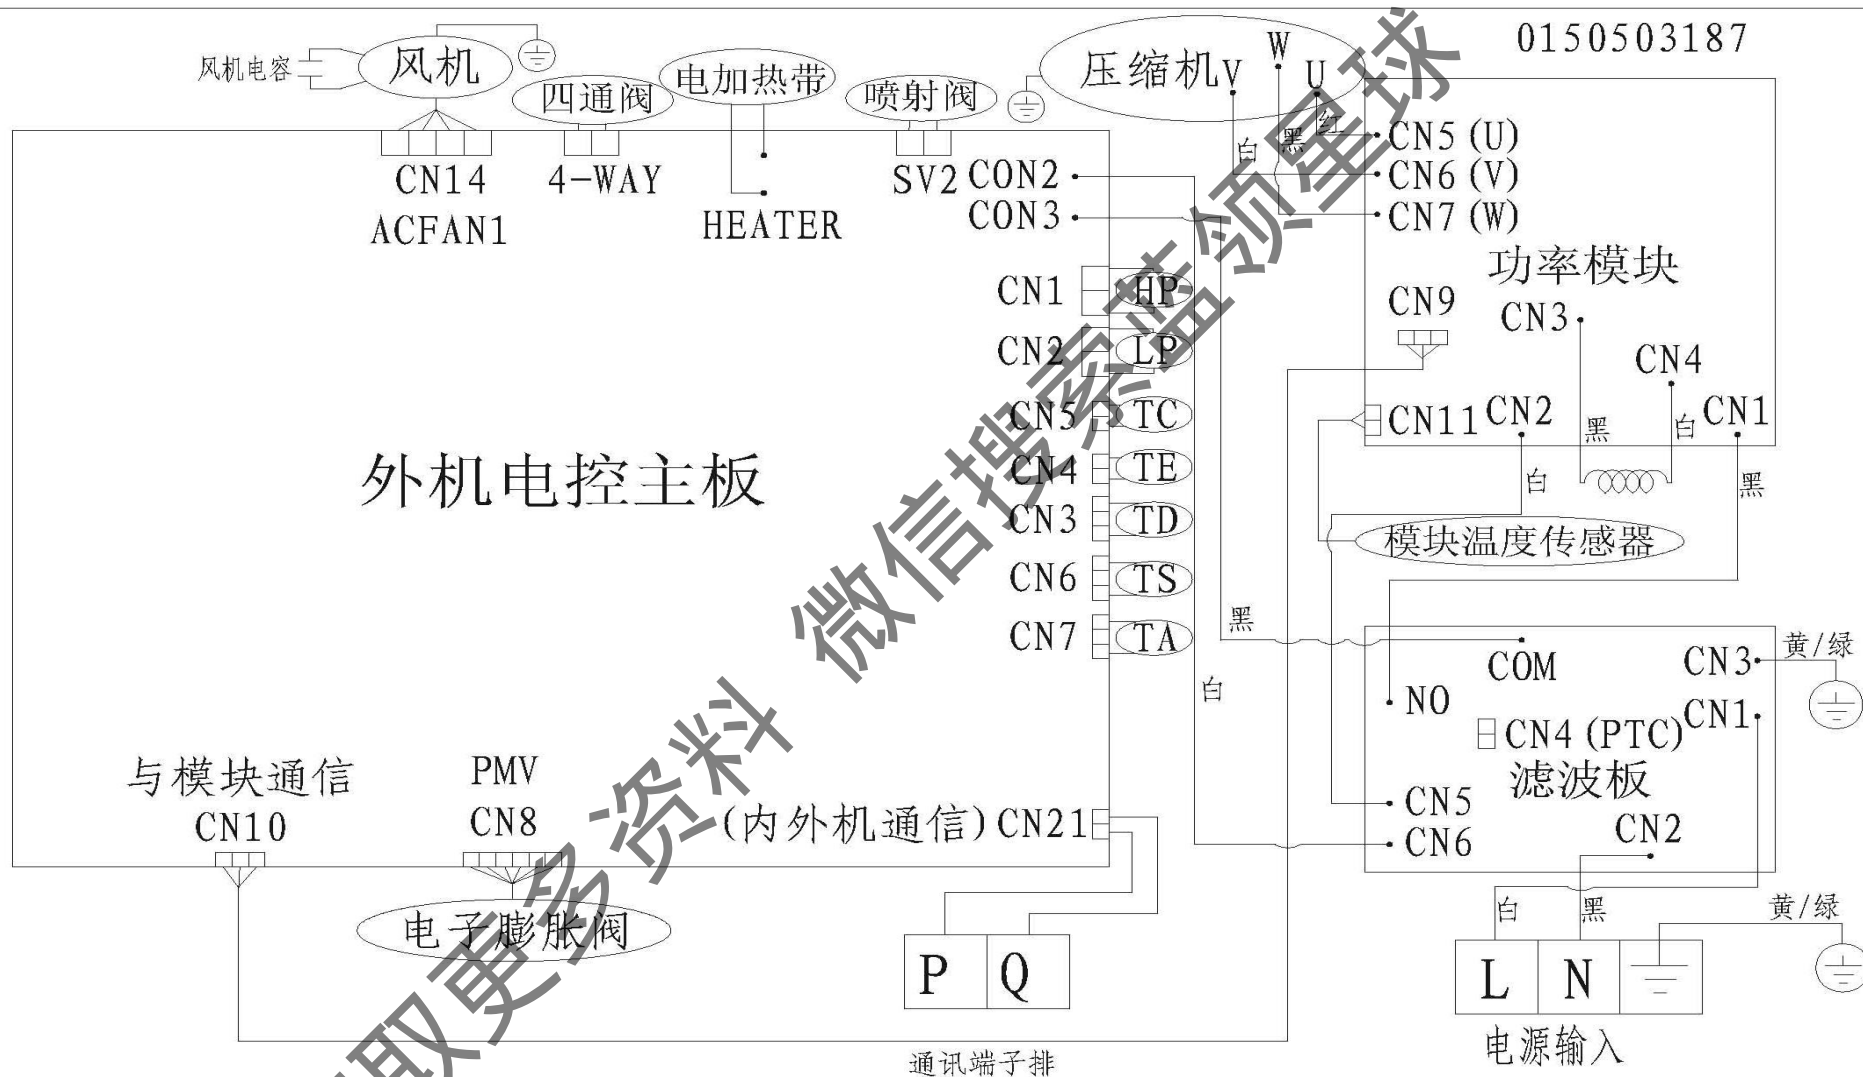 0150503187
风机电容
风机
四通阀
电加热带
喷射阀
压缩机
W
V
U
白
黑
红
CN14
ACFAN1
4-WAY
HEATER
SV2
CON2
CON3
CN5 (U)
CN6 (V)
CN7 (W)
功率模块
CN9
CN3
CN4
CN11
CN2
CN1
黑
白
白
黑
模块温度传感器
CN1
HP
CN2
LP
CN5
TC
CN4
TE
CN3
TD
CN6
TS
CN7
TA
外机电控主板
黑
白
COM
CN3
黄/绿
NO
CN1
CN4 (PTC)
滤波板
CN5
CN6
CN2
与模块通信
CN10
PMV
CN8
(内外机通信) CN21
电子膨胀阀
P
Q
通讯端子排
白
黑
黄/绿
L
N
电源输入
取更多资料 微信搜索蓝领星球